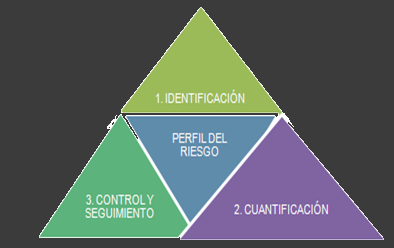 1. IDENTIFICACIÓN
PERFIL DEL
RIESGO
3. CONTROL Y
SEGUIMIENTO
2. CUANTIFICACIÓN